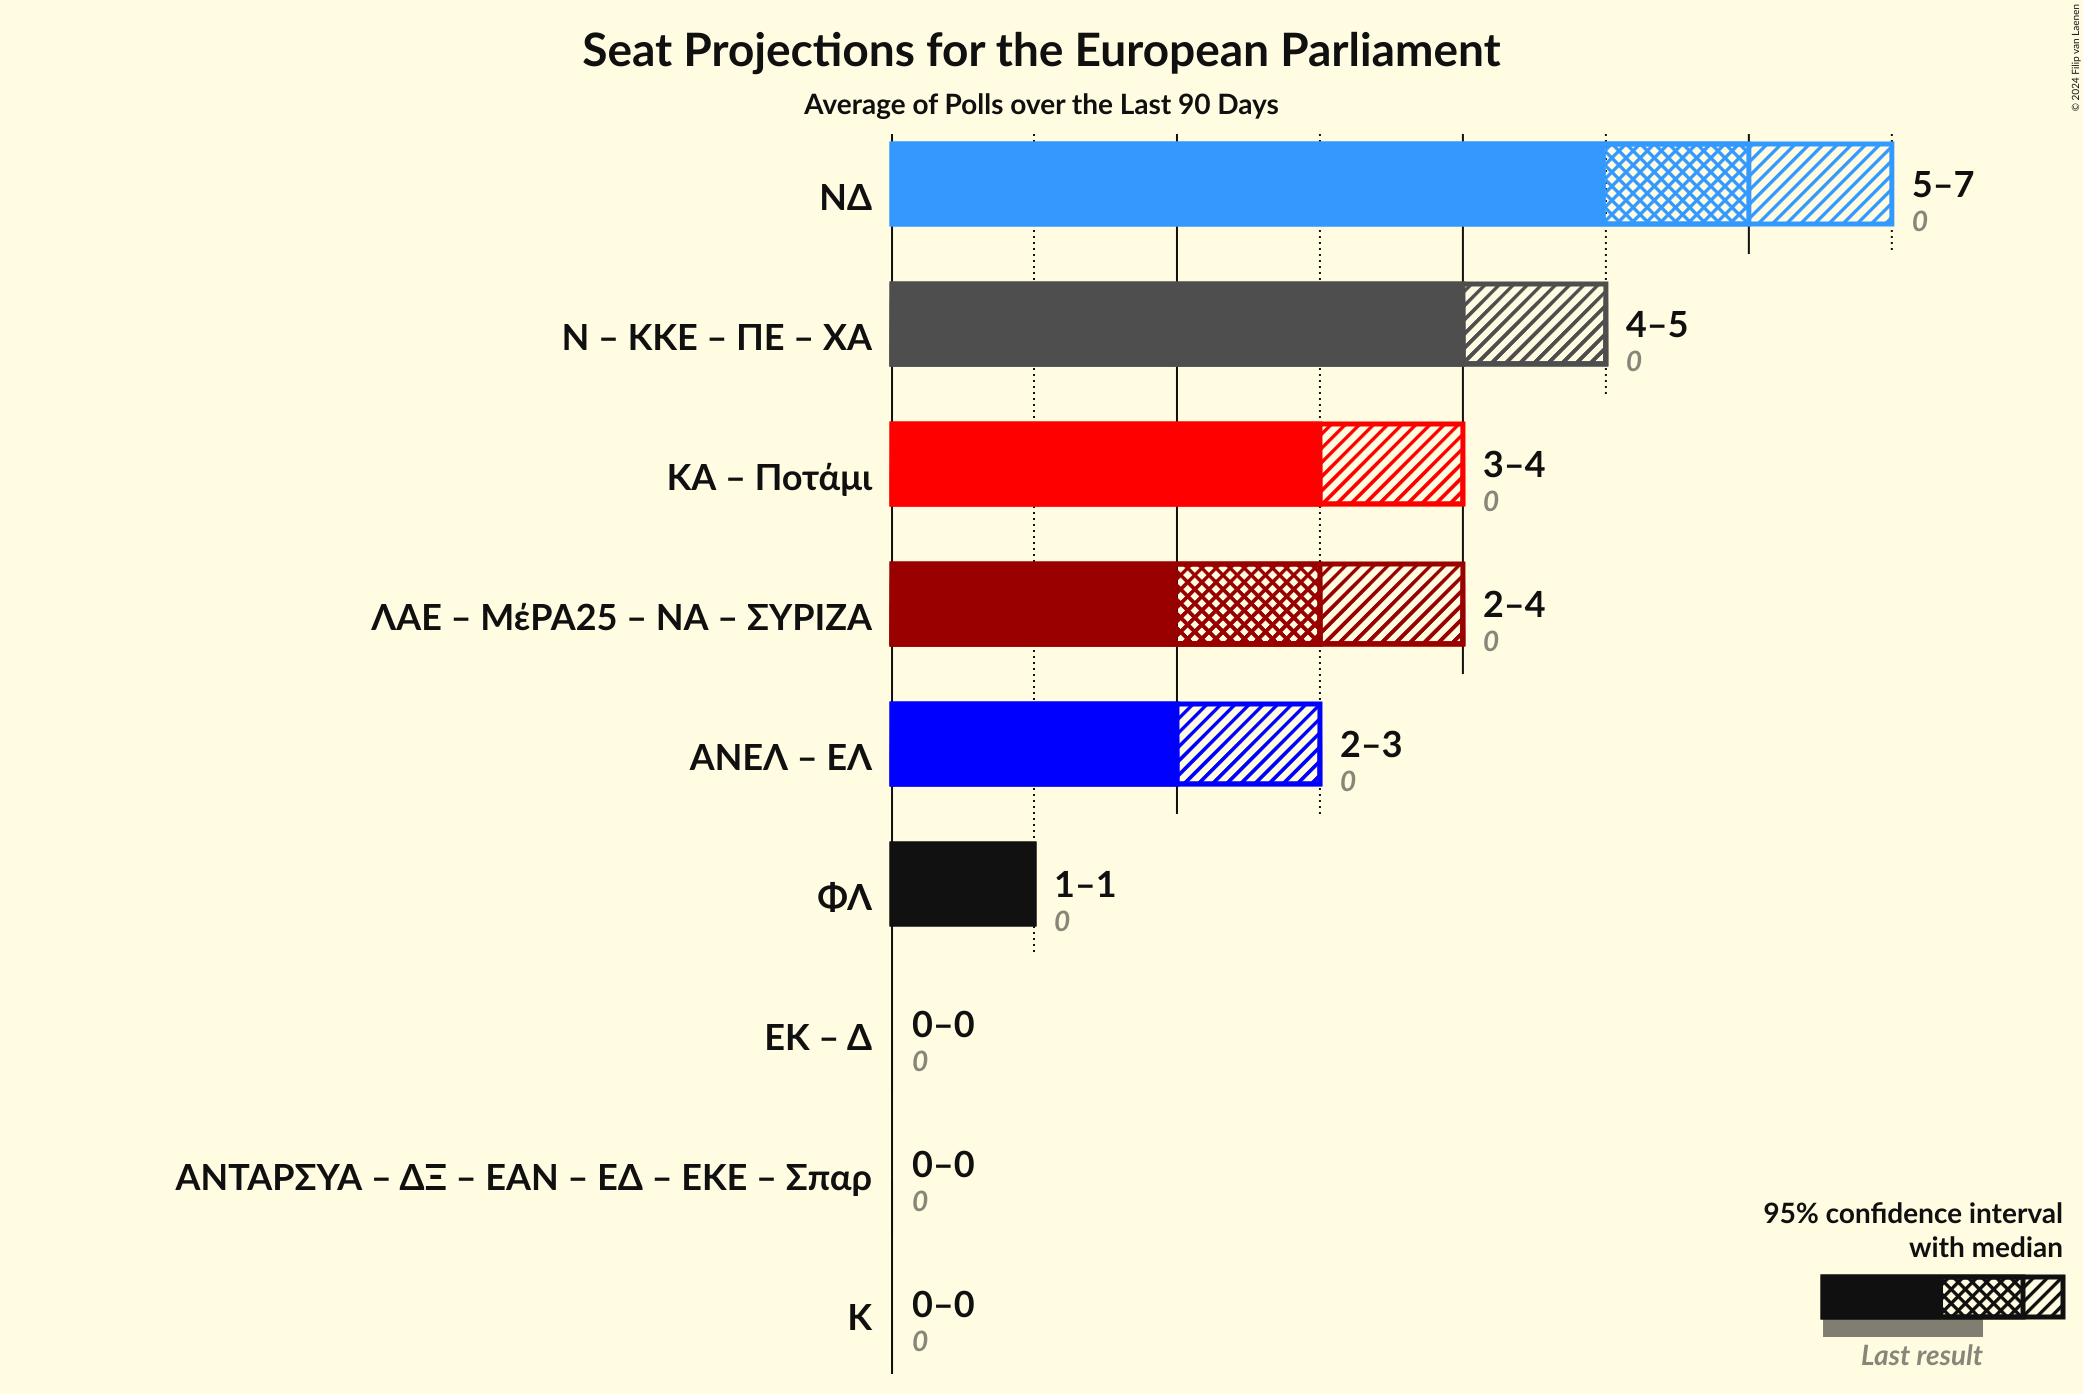 Seat Projections for the European Parliament
Average of Polls over the Last 90 Days
© 2024 Filip van Laenen
ΝΔ
5–7
0
Ν – ΚΚΕ – ΠΕ – ΧΑ
4–5
0
ΚΑ – Ποτάμι
3–4
0
ΛΑΕ – ΜέΡΑ25 – ΝΑ – ΣΥΡΙΖΑ
2–4
0
ΑΝΕΛ – ΕΛ
2–3
0
ΦΛ
1–1
0
ΕΚ – Δ
0–0
0
ΑΝΤΑΡΣΥΑ – ΔΞ – ΕΑΝ – ΕΔ – ΕΚΕ – Σπαρ
0–0
0
Κ
0–0
0
95% confidence interval
with median
Last result